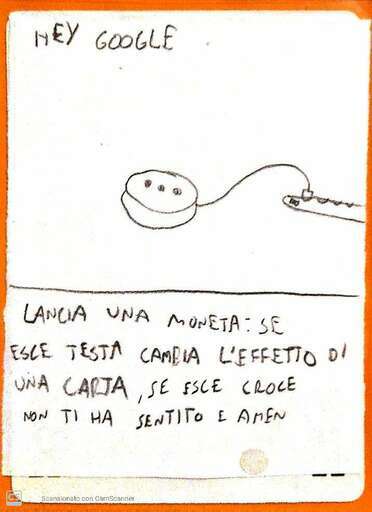 HEY GOOGLE
LANCIA UNA MONETA: SE
ESCE TESTA CAMBIA L'EFFETTO DI
UNA CARTA, SE ESCE CROCE
NON TI HA SENTITO E AMEN
CS Scansionato con CamScanner